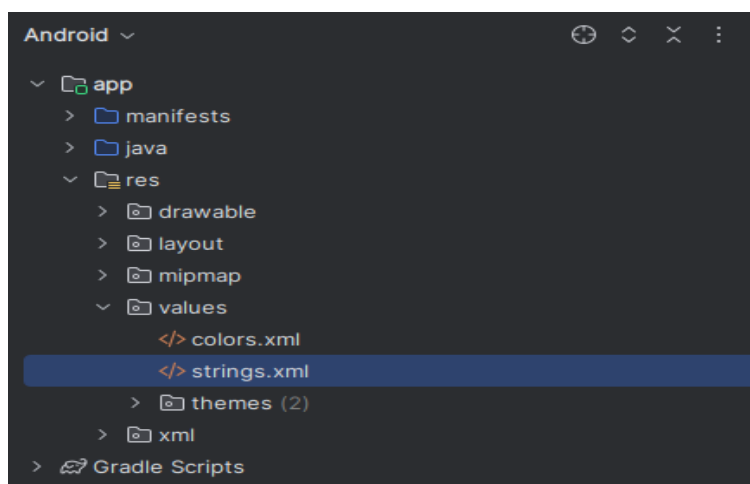 Android
app
manifests
java
res
drawable
layout
mipmap
values
</> colors.xml
</> strings.xml
themes (2)
xml
Gradle Scripts